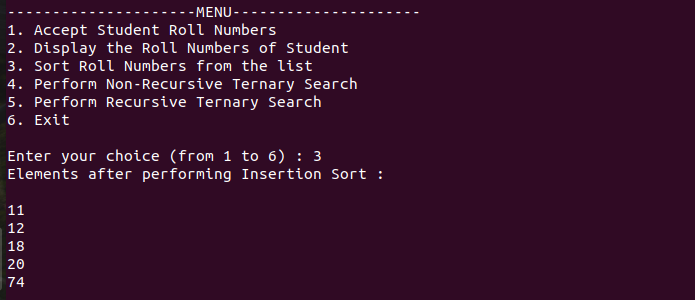 ---------------------MENU---------------------
1. Accept Student Roll Numbers
2. Display the Roll Numbers of Student
3. Sort Roll Numbers from the list
4. Perform Non-Recursive Ternary Search
5. Perform Recursive Ternary Search
6. Exit
Enter your choice (from 1 to 6) : 3
Elements after performing Insertion Sort :
11
12
18
20
74